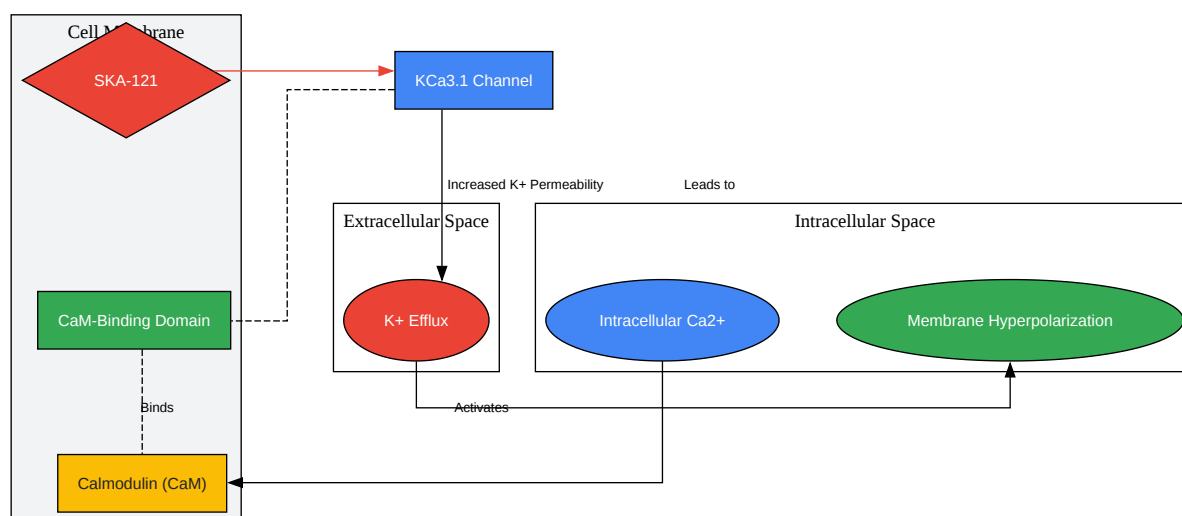 Cell Membrane
SKA-121
KCa3.1 Channel
Increased K+ Permeability
Leads to
Extracellular Space
Intracellular Space
CaM-Binding Domain
K+ Efflux
Intracellular Ca2+
Membrane Hyperpolarization
Binds
Activates
Calmodulin (CaM)